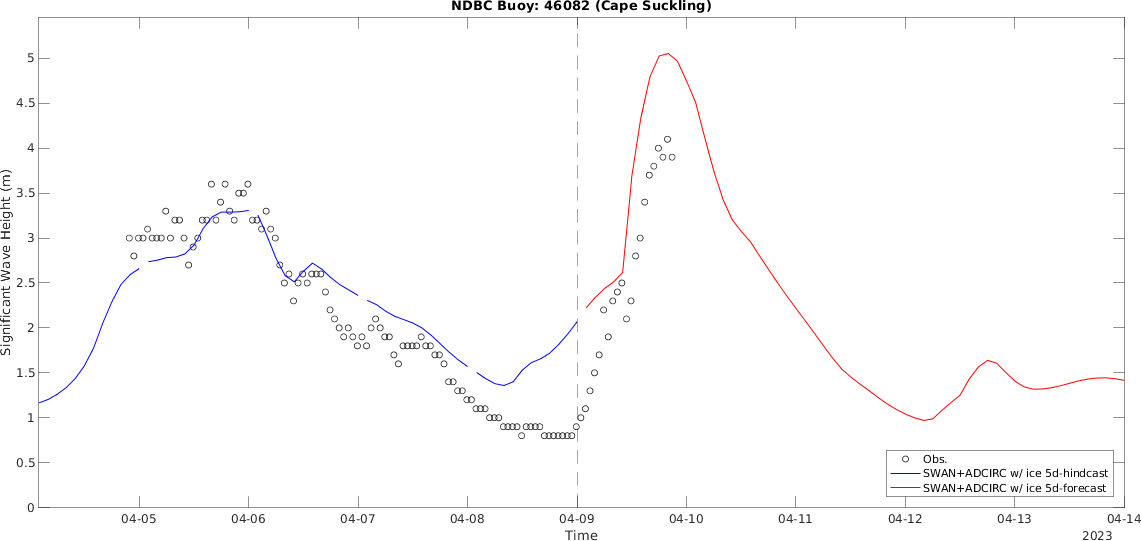 NDBC Buoy: 46082 (Cape Suckling)
5
4.5
4
3.5
3
2.5
2
1.5
1
0.5
0
Significant Wave Height (m)
Obs.
SWAN+ADCIRC w/ ice 5d-hindcast
SWAN+ADCIRC w/ ice 5d-forecast
04-05 04-06 04-07 04-08 04-09 04-10 04-11 04-12 04-13 04-14
Time
2023